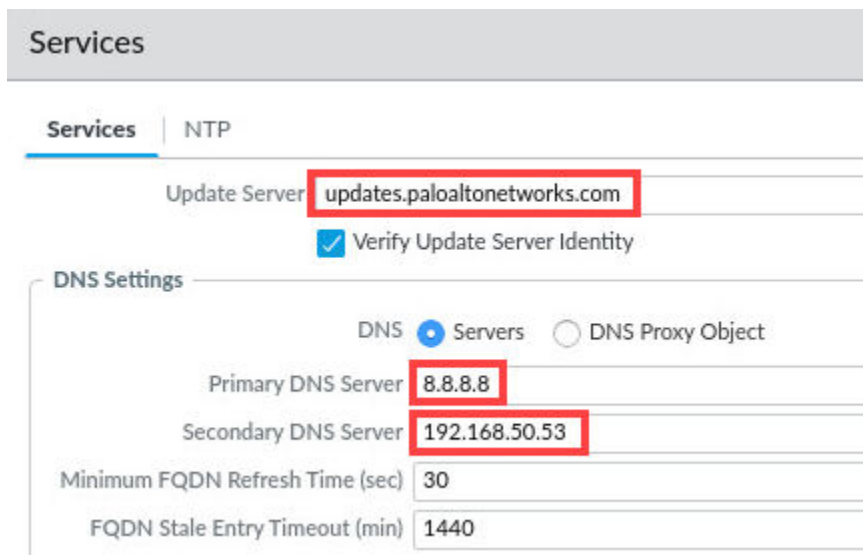 Services
Services | NTP
Update Server updates.paloaltonetworks.com
Verify Update Server Identity
DNS Settings
DNS Servers DNS Proxy Object
Primary DNS Server 8.8.8.8
Secondary DNS Server 192.168.50.53
Minimum FQDN Refresh Time (sec) 30
FQDN Stale Entry Timeout (min) 1440